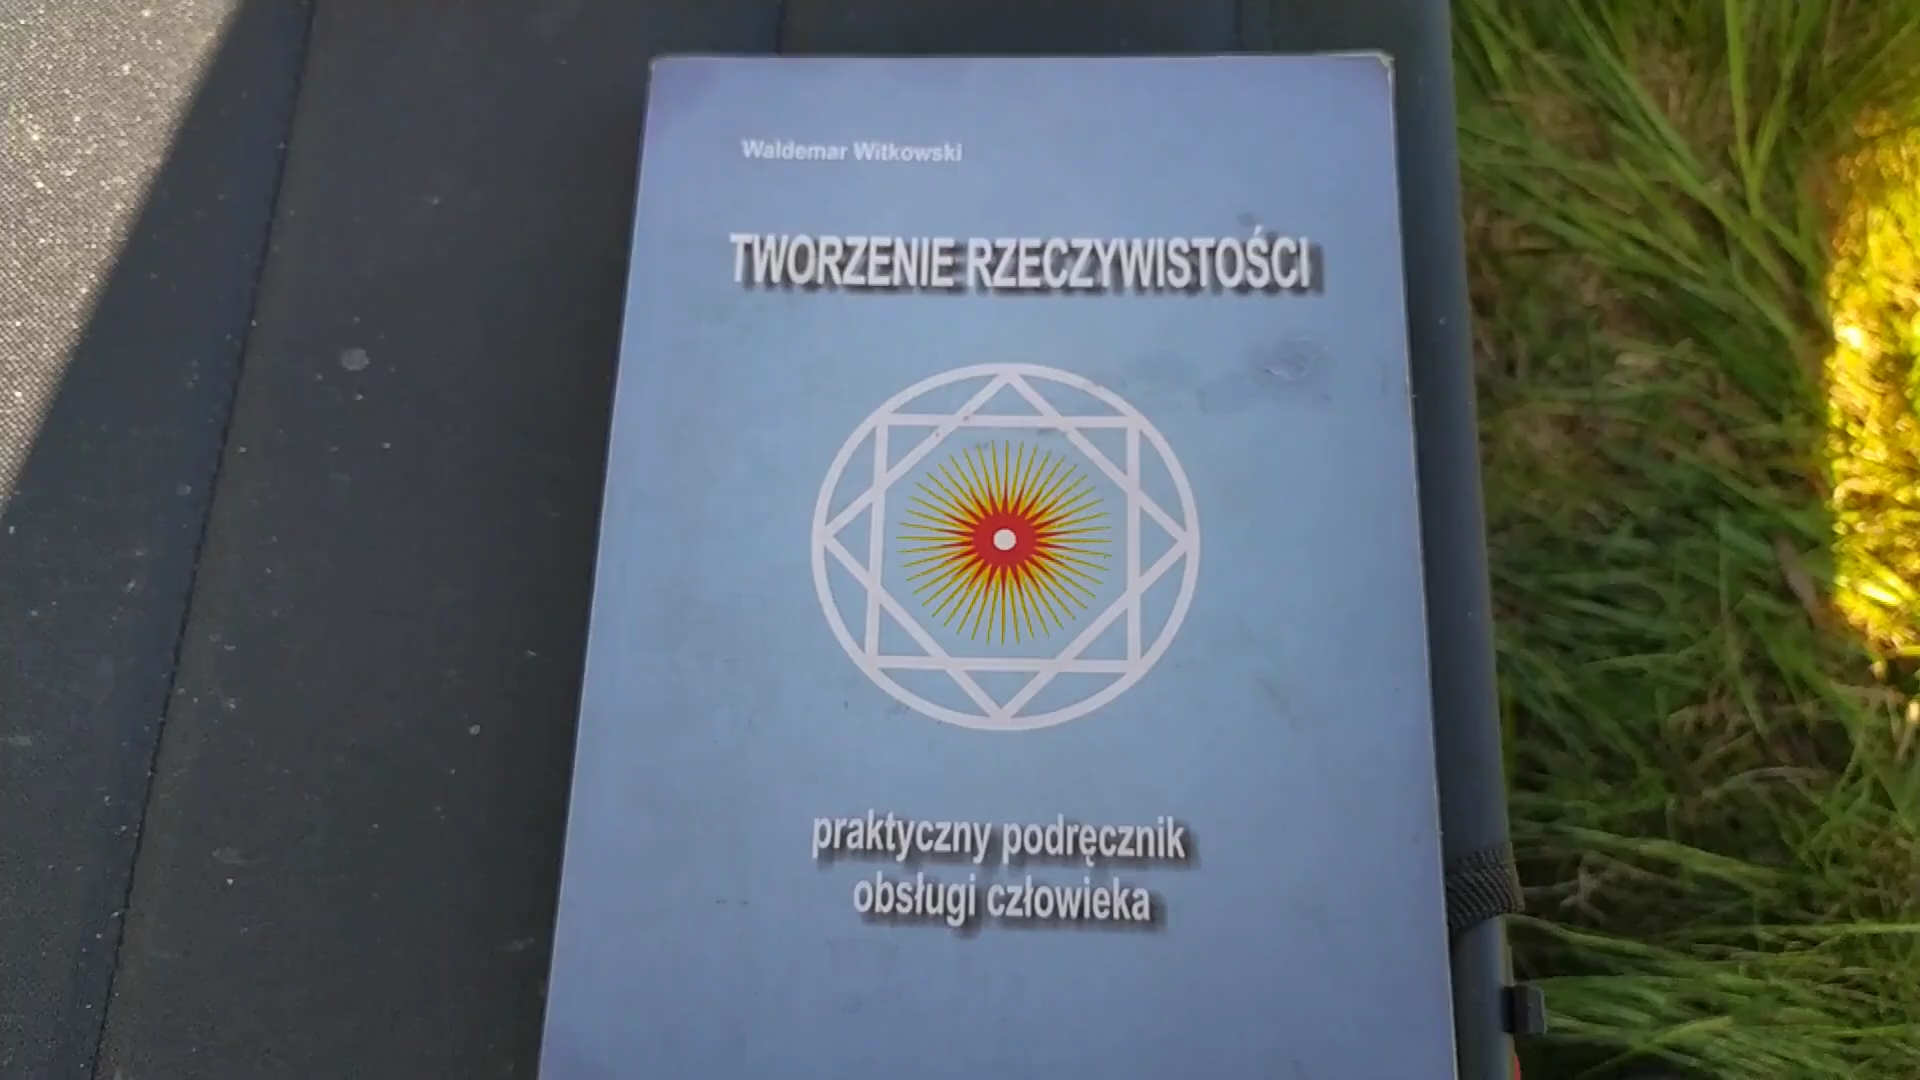 Waldemar Witkowski
TWORZENIE RZECZYWISTOŚCI
praktyczny podręcznik
obsługi człowieka